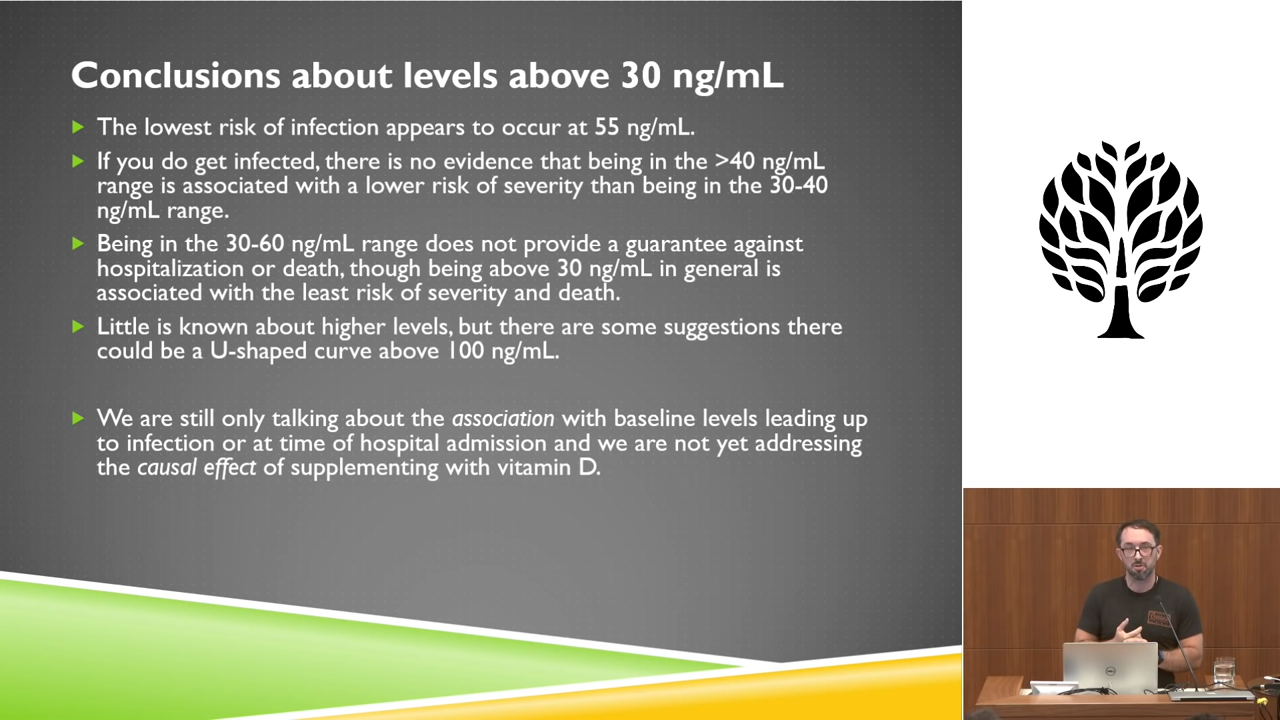 Conclusions about levels above 30 ng/mL
The lowest risk of infection appears to occur at 55 ng/mL.
If you do get infected, there is no evidence that being in the >40 ng/mL
range is associated with a lower risk of severity than being in the 30-40
ng/mL range.
Being in the 30-60 ng/mL range does not provide a guarantee against
hospitalization or death, though being above 30 ng/mL in general is
associated with the least risk of severity and death.
Little is known about higher levels, but there are some suggestions there
could be a U-shaped curve above 100 ng/mL.
We are still only talking about the association with baseline levels leading up
to infection or at time of hospital admission and we are not yet addressing
the causal effect of supplementing with vitamin D.
DELL